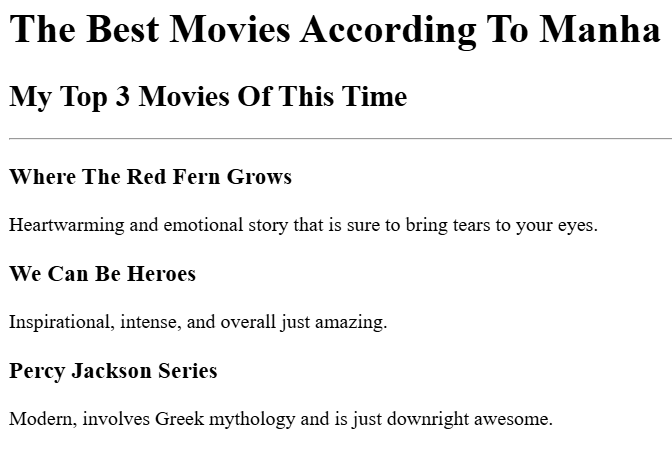 The Best Movies According To Manha
My Top 3 Movies Of This Time
Where The Red Fern Grows
Heartwarming and emotional story that is sure to bring tears to your eyes.
We Can Be Heroes
Inspirational, intense, and overall just amazing.
Percy Jackson Series
Modern, involves Greek mythology and is just downright awesome.